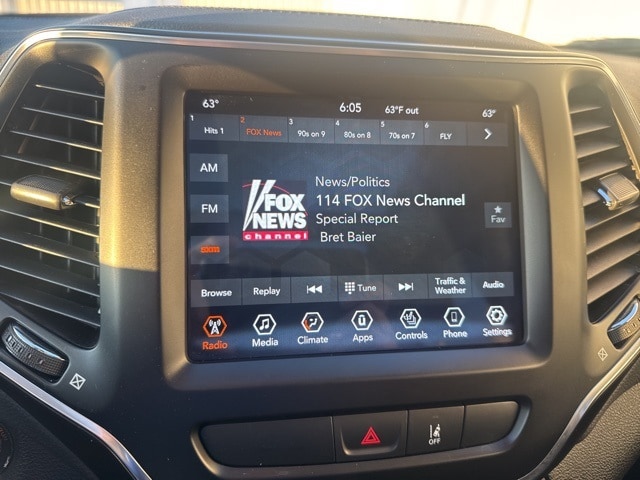 63° 6:05 63°F out 63°
1 Hits 1 2 FOX News 3 90s on 9 4 80s on 8 5 70s on 7 6 FLY
AM
FM
sxm
FOX
NEWS
channel
News/Politics
114 FOX News Channel
Special Report
Bret Baier
Fav
Browse Replay Tune Traffic & Weather Audio
Radio Media Climate Apps Controls Phone Settings
OFF